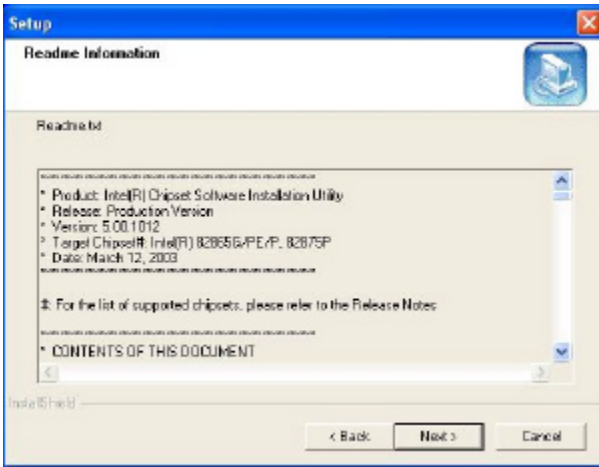 Setup
Readme Information
Readme.txt
* Product: Intel(R) Chipset Software Installation Utility
* Release: Production Version
* Version: 5.00.1012
* Target Chipset#: Intel(R) 82865G/PE/P, 82875P
* Date: March 12, 2003
#: For the list of supported chipsets, please refer to the Release Notes
* CONTENTS OF THIS DOCUMENT
InstallShield
< Back
Next >
Cancel